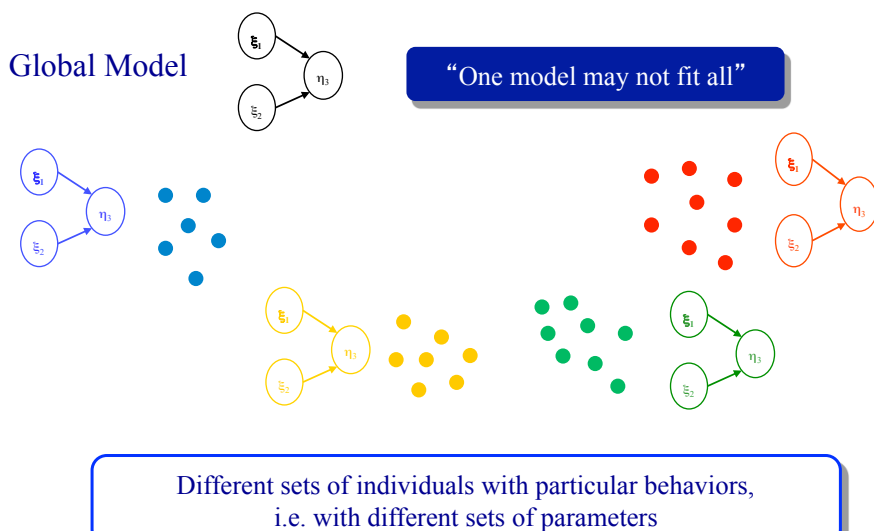 ξ₁
Global Model
η₃
“One model may not fit all”
ξ₂
ξ₁
η₃
ξ₂
ξ₁
η₃
ξ₂
ξ₁
η₃
ξ₂
ξ₁
η₃
ξ₂
Different sets of individuals with particular behaviors,
i.e. with different sets of parameters